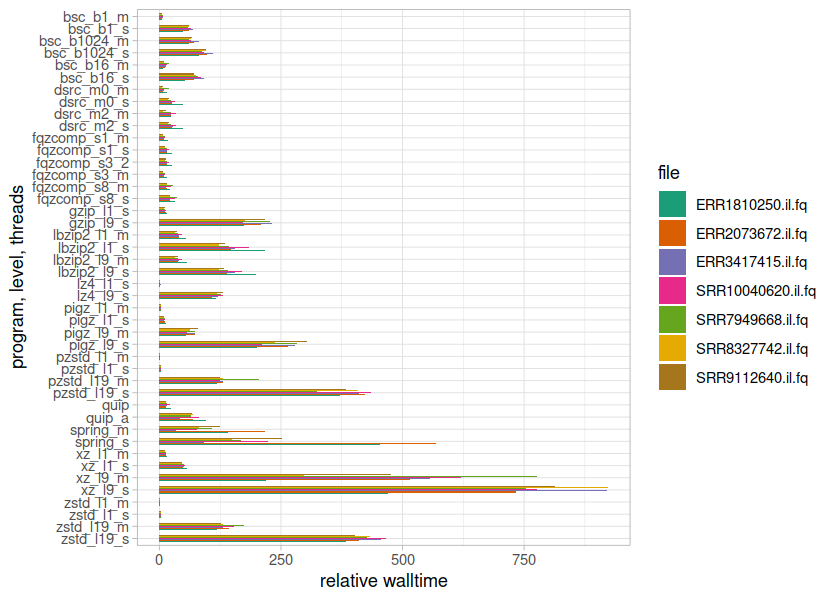 bsc_b1_m
bsc_b1_s
bsc_b1024_m
bsc_b1024_s
bsc_b16_m
bsc_b16_s
dsrc_m0_m
dsrc_m0_s
dsrc_m2_m
dsrc_m2_s
fqzcomp_s1_m
fqzcomp_s1_s
fqzcomp_s3_2
fqzcomp_s3_m
fqzcomp_s8_m
fqzcomp_s8_s
gzip_l1_s
gzip_l9_s
lbzip2_l1_m
lbzip2_l1_s
lbzip2_l9_m
lbzip2_l9_s
lz4_l1_s
lz4_l9_s
pigz_l1_m
pigz_l1_s
pigz_l9_m
pigz_l9_s
pzstd_l1_m
pzstd_l1_s
pzstd_l19_m
pzstd_l19_s
quip
quip_a
spring_m
spring_s
xz_l1_m
xz_l1_s
xz_l9_m
xz_l9_s
zstd_l1_m
zstd_l1_s
zstd_l19_m
zstd_l19_s
program, level, threads
0 250 500 750
relative walltime
file
ERR1810250.il.fq
ERR2073672.il.fq
ERR3417415.il.fq
SRR10040620.il.fq
SRR7949668.il.fq
SRR8327742.il.fq
SRR9112640.il.fq